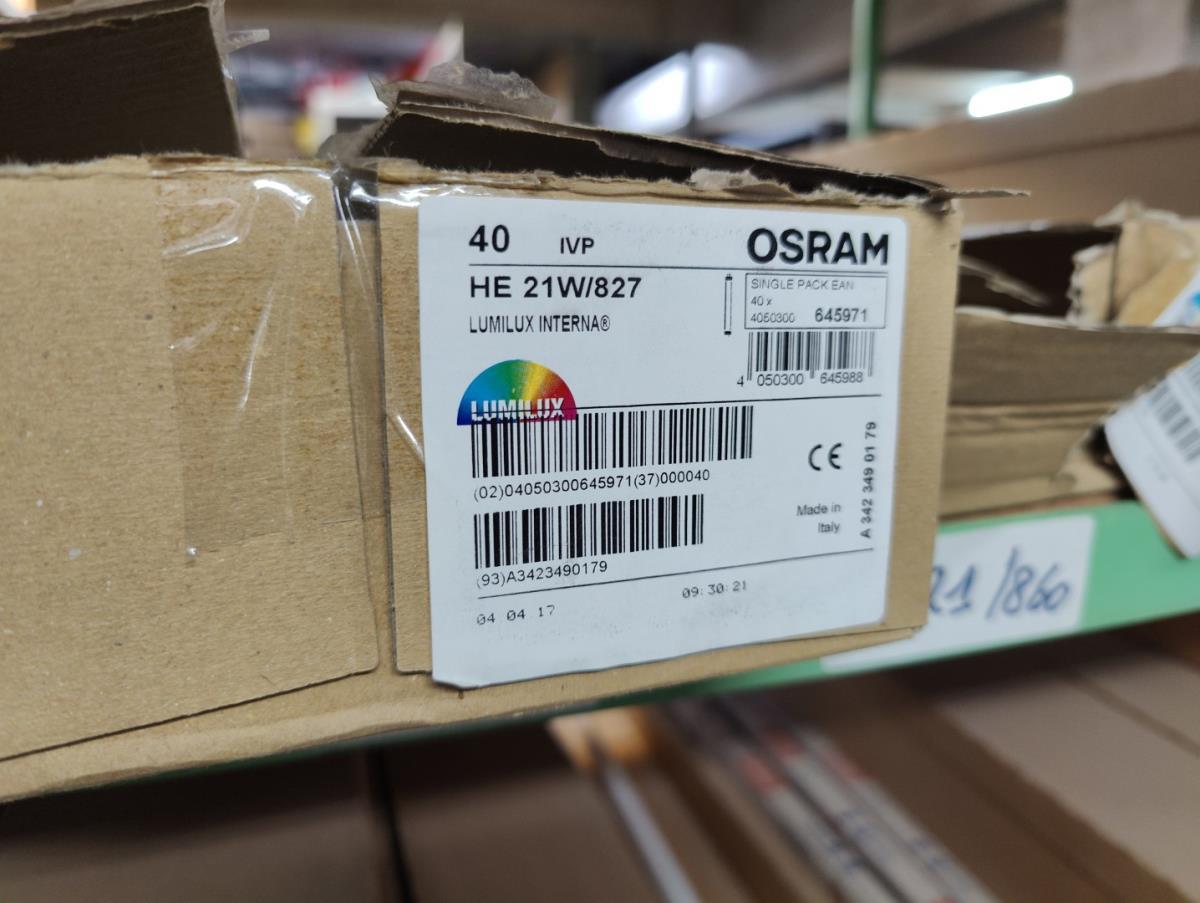 40 IVP
OSRAM
HE 21W/827
LUMILUX INTERNA®
SINGLE PACK EAN
40 x
4050300 645971
4 050300 645988
LUMILUX
(02)04050300645971(37)000040
(93)A3423490179
CE
Made in
Italy
A 342 349 01 79
04 04 17 09:30:21
21/860